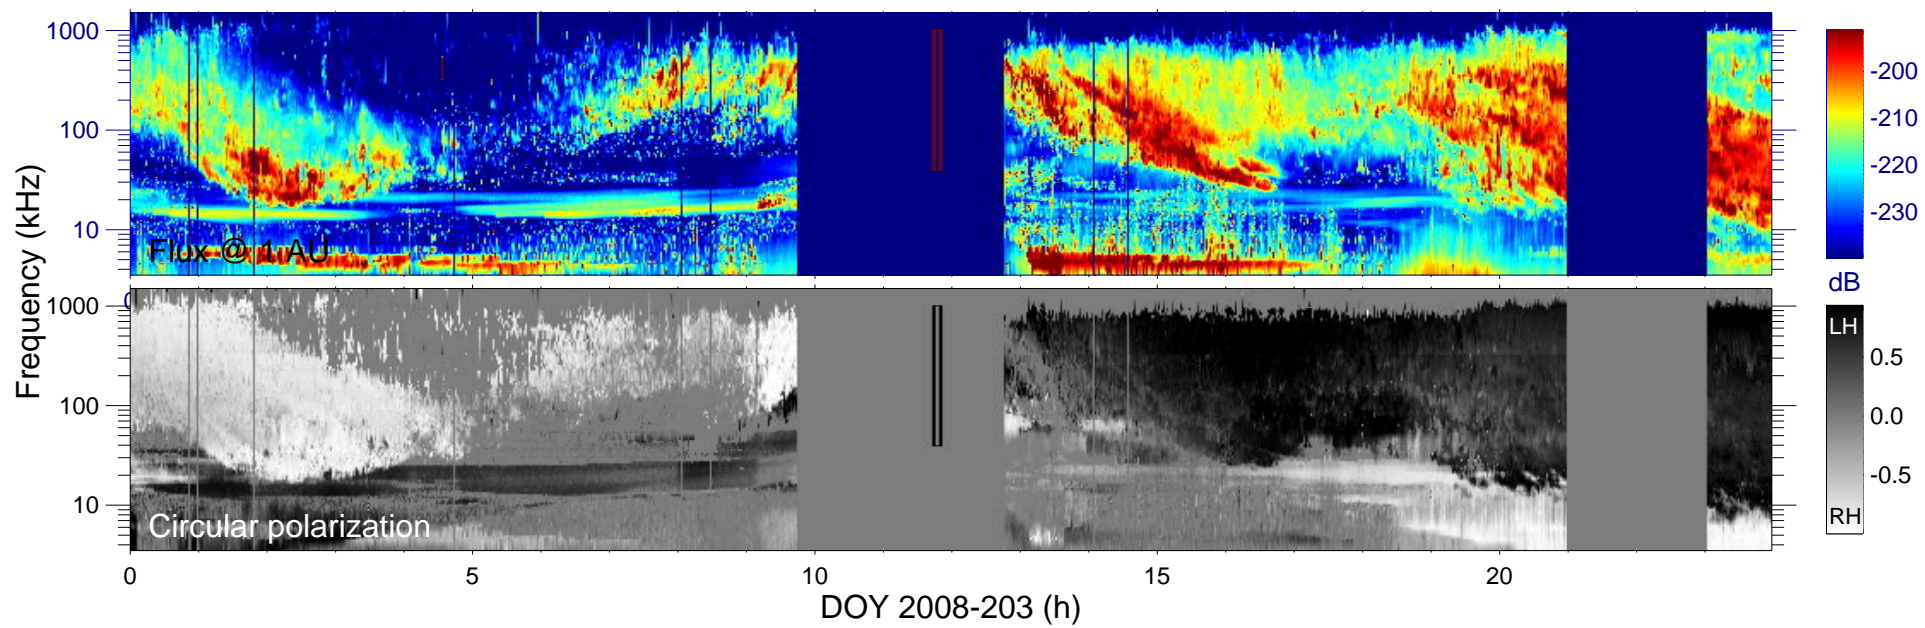 Frequency (kHz)
1000
100
10
Flux @ 1 AU
-200
-210
-220
-230
dB
0
1000
100
10
Circular polarization
LH
0.5
0.0
-0.5
RH
0
5
10
15
20
DOY 2008-203 (h)